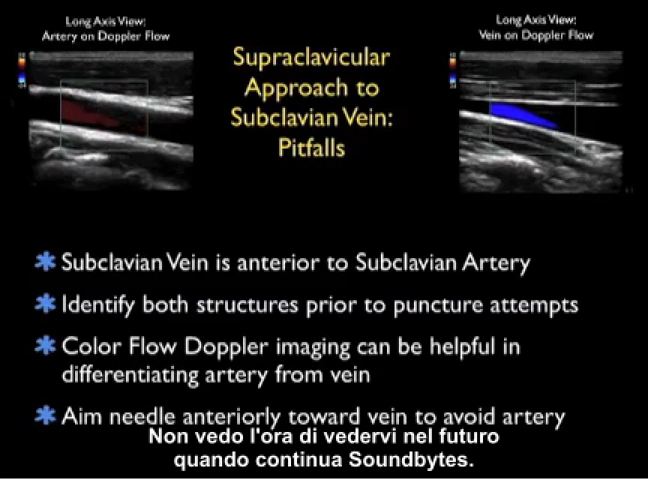 Long Axis View:
Artery on Doppler Flow
Supraclavicular
Approach to
Subclavian Vein:
Pitfalls
Long Axis View:
Vein on Doppler Flow
Subclavian Vein is anterior to Subclavian Artery
Identify both structures prior to puncture attempts
Color Flow Doppler imaging can be helpful in
differentiating artery from vein
Aim needle anteriorly toward vein to avoid artery
Non vedo l'ora di vedervi nel futuro
quando continua Soundbytes.